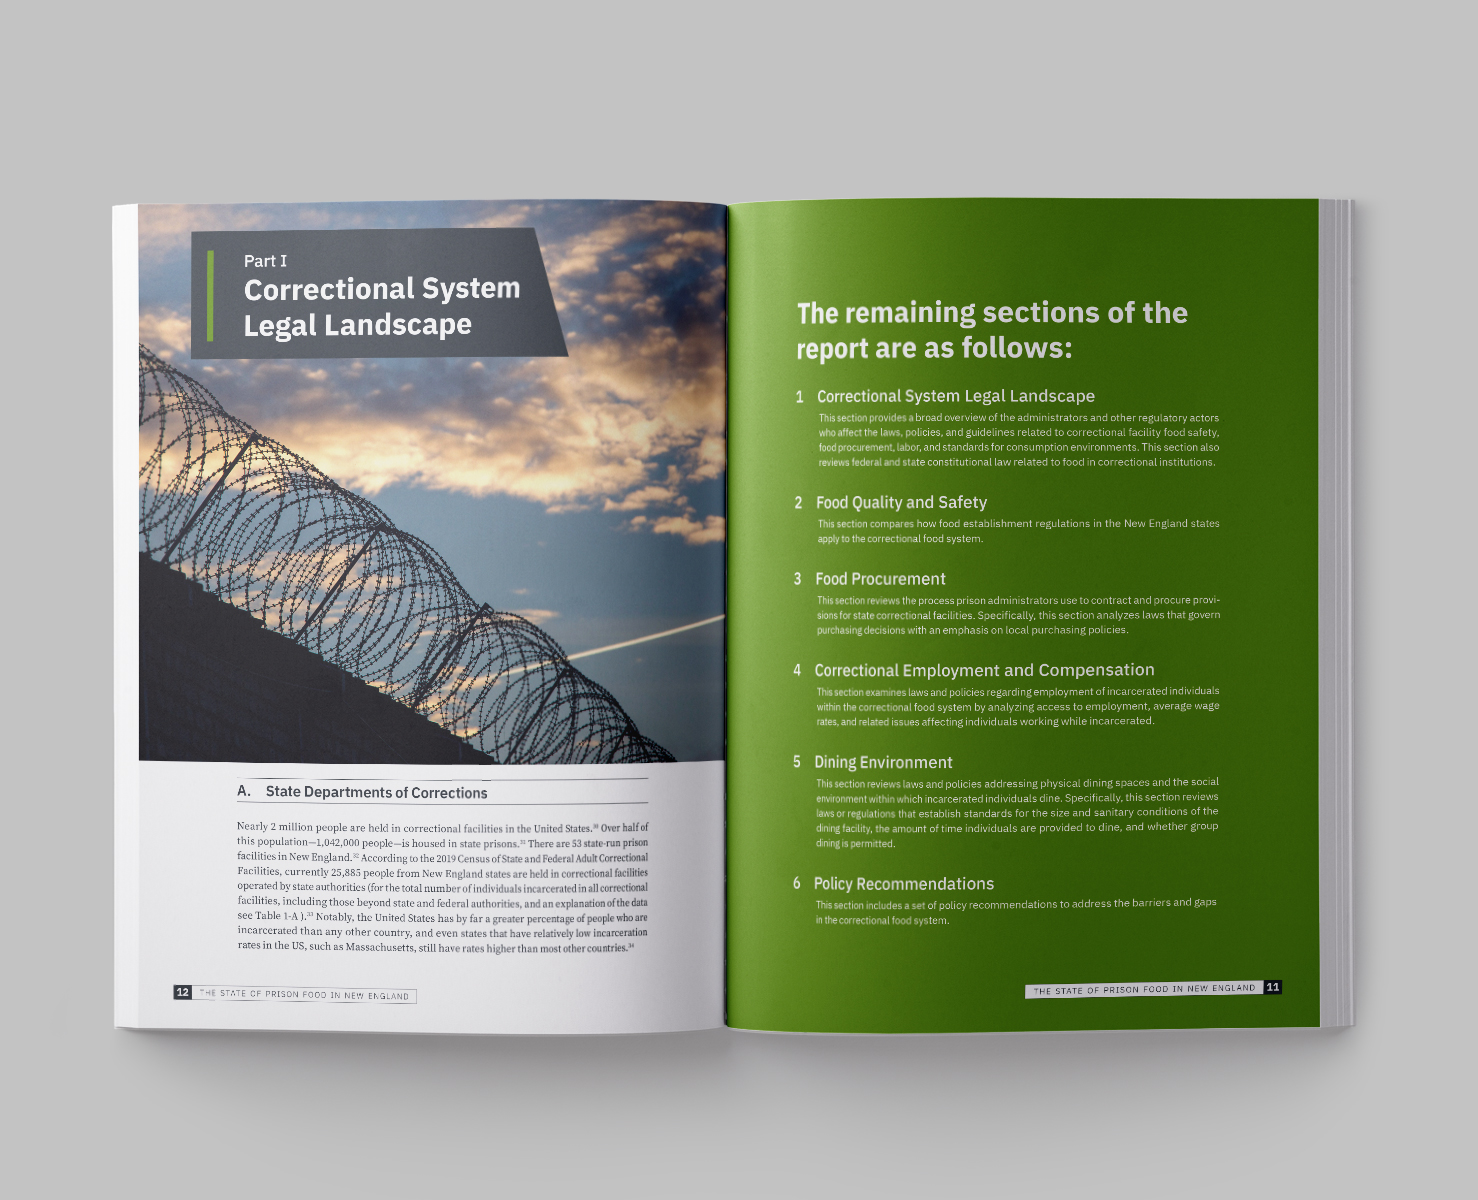 Part I
Correctional System
Legal Landscape
A. State Departments of Corrections
Nearly 2 million people are held in correctional facilities in the United States.³⁰ Over half of
this population—1,042,000 people—is housed in state prisons.³¹ There are 53 state-run prison
facilities in New England.³² According to the 2019 Census of State and Federal Adult Correctional
Facilities, currently 25,885 people from New England states are held in correctional facilities
operated by state authorities (for the total number of individuals incarcerated in all correctional
facilities, including those beyond state and federal authorities, and an explanation of the data
see Table 1-A ).³³ Notably, the United States has by far a greater percentage of people who are
incarcerated than any other country, and even states that have relatively low incarceration
rates in the US, such as Massachusetts, still have rates higher than most other countries.³⁴
12 THE STATE OF PRISON FOOD IN NEW ENGLAND
The remaining sections of the
report are as follows:
1 Correctional System Legal Landscape
This section provides a broad overview of the administrators and other regulatory actors
who affect the laws, policies, and guidelines related to correctional facility food safety,
food procurement, labor, and standards for consumption environments. This section also
reviews federal and state constitutional law related to food in correctional institutions.
2 Food Quality and Safety
This section compares how food establishment regulations in the New England states
apply to the correctional food system.
3 Food Procurement
This section reviews the process prison administrators use to contract and procure provi-
sions for state correctional facilities. Specifically, this section analyzes laws that govern
purchasing decisions with an emphasis on local purchasing policies.
4 Correctional Employment and Compensation
This section examines laws and policies regarding employment of incarcerated individuals
within the correctional food system by analyzing access to employment, average wage
rates, and related issues affecting individuals working while incarcerated.
5 Dining Environment
This section reviews laws and policies addressing physical dining spaces and the social
environment within which incarcerated individuals dine. Specifically, this section reviews
laws or regulations that establish standards for the size and sanitary conditions of the
dining facility, the amount of time individuals are provided to dine, and whether group
dining is permitted.
6 Policy Recommendations
This section includes a set of policy recommendations to address the barriers and gaps
in the correctional food system.
THE STATE OF PRISON FOOD IN NEW ENGLAND 11